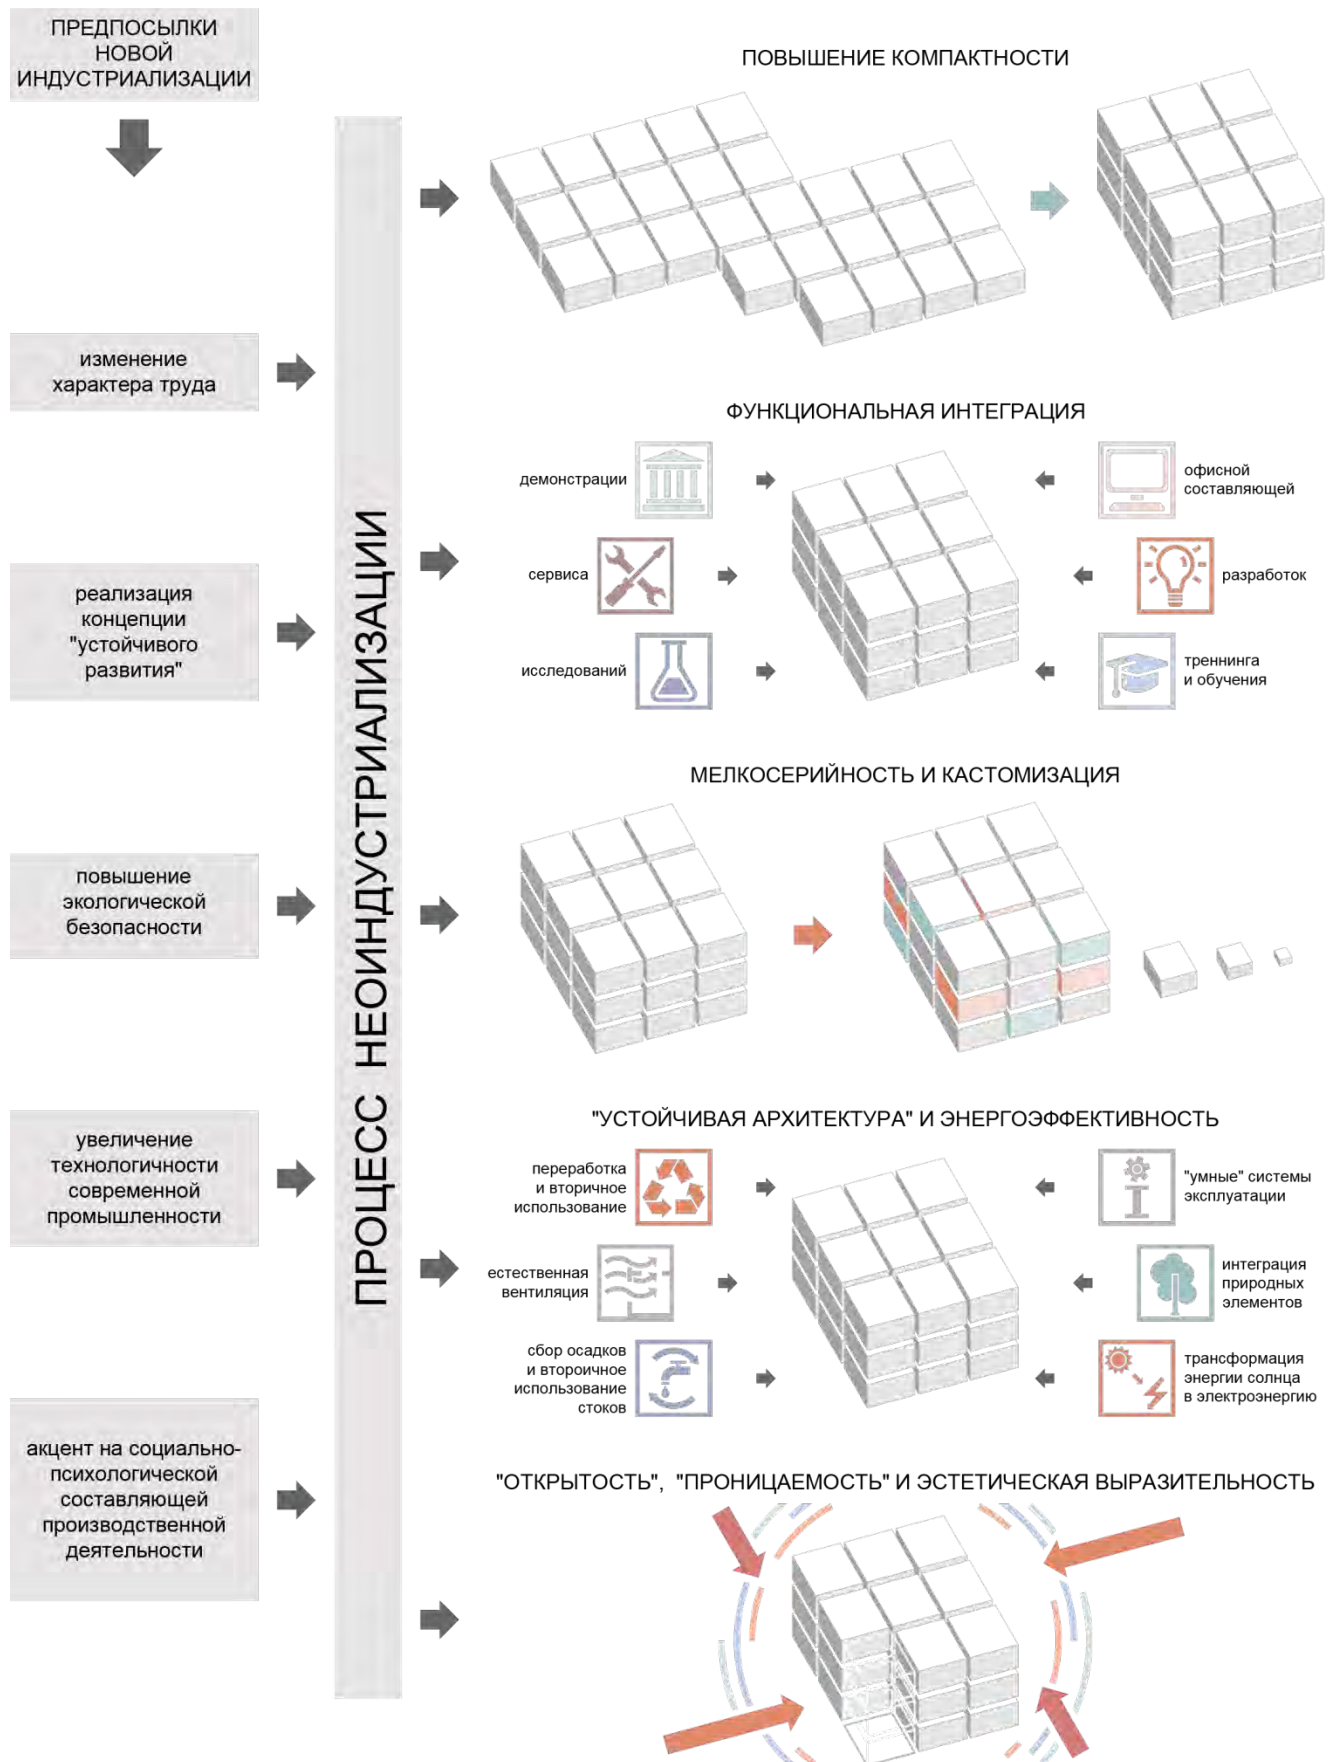 ПРЕДПОСЫЛКИ
НОВОЙ
ИНДУСТРИАЛИЗАЦИИ
изменение
характера труда
реализация
концепции
"устойчивого
развития"
повышение
экологической
безопасности
увеличение
технологичности
современной
промышленности
акцент на социально-
психологической
составляющей
производственной
деятельности
ПРОЦЕСС НЕОИНДУСТРИАЛИЗАЦИИ
ПОВЫШЕНИЕ КОМПАКТНОСТИ
ФУНКЦИОНАЛЬНАЯ ИНТЕГРАЦИЯ
демонстрации
сервиса
исследований
офисной
составляющей
разработок
треннинга
и обучения
МЕЛКОСЕРИЙНОСТЬ И КАСТОМИЗАЦИЯ
"УСТОЙЧИВАЯ АРХИТЕКТУРА" И ЭНЕРГОЭФФЕКТИВНОСТЬ
переработка
и вторичное
использование
естественная
вентиляция
сбор осадков
и второичное
использование
стоков
"умные" системы
эксплуатации
интеграция
природных
элементов
трансформация
энергии солнца
в электроэнергию
"ОТКРЫТОСТЬ", "ПРОНИЦАЕМОСТЬ" И ЭСТЕТИЧЕСКАЯ ВЫРАЗИТЕЛЬНОСТЬ